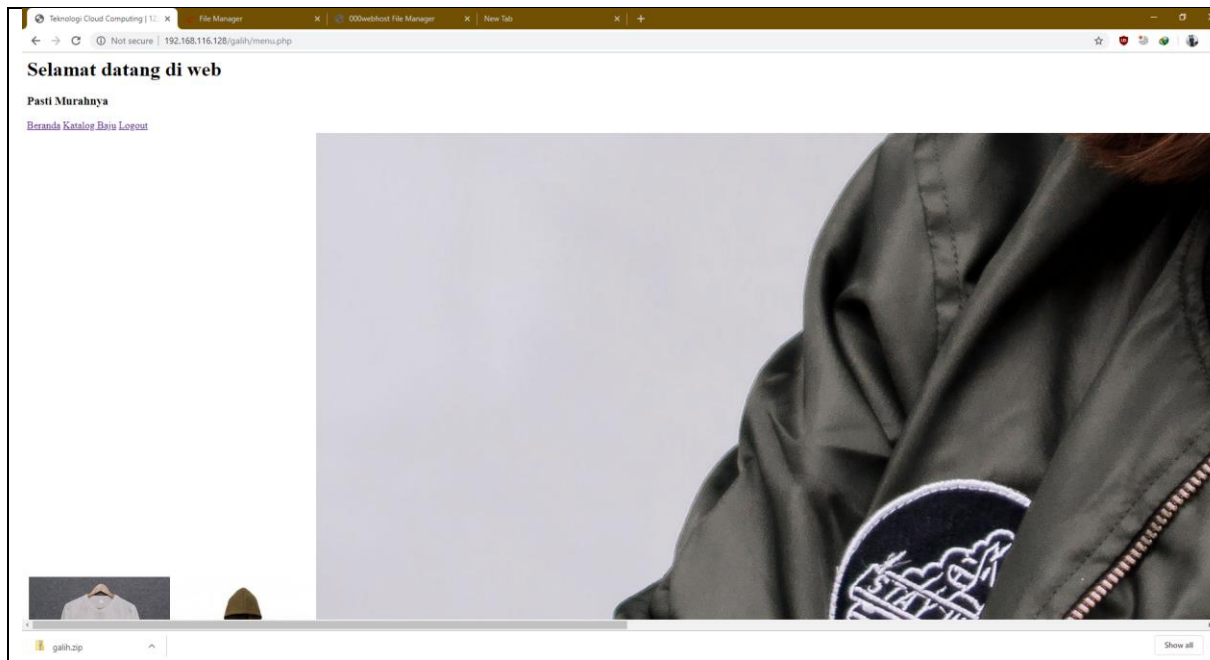 Teknologi Cloud Computing | 12
File Manager
000webhost File Manager
New Tab
Not secure | 192.168.116.128/galih/menu.php
Selamat datang di web
Pasti Murahnya
Beranda Katalog Baju Logout
STAY
galih.zip
Show all